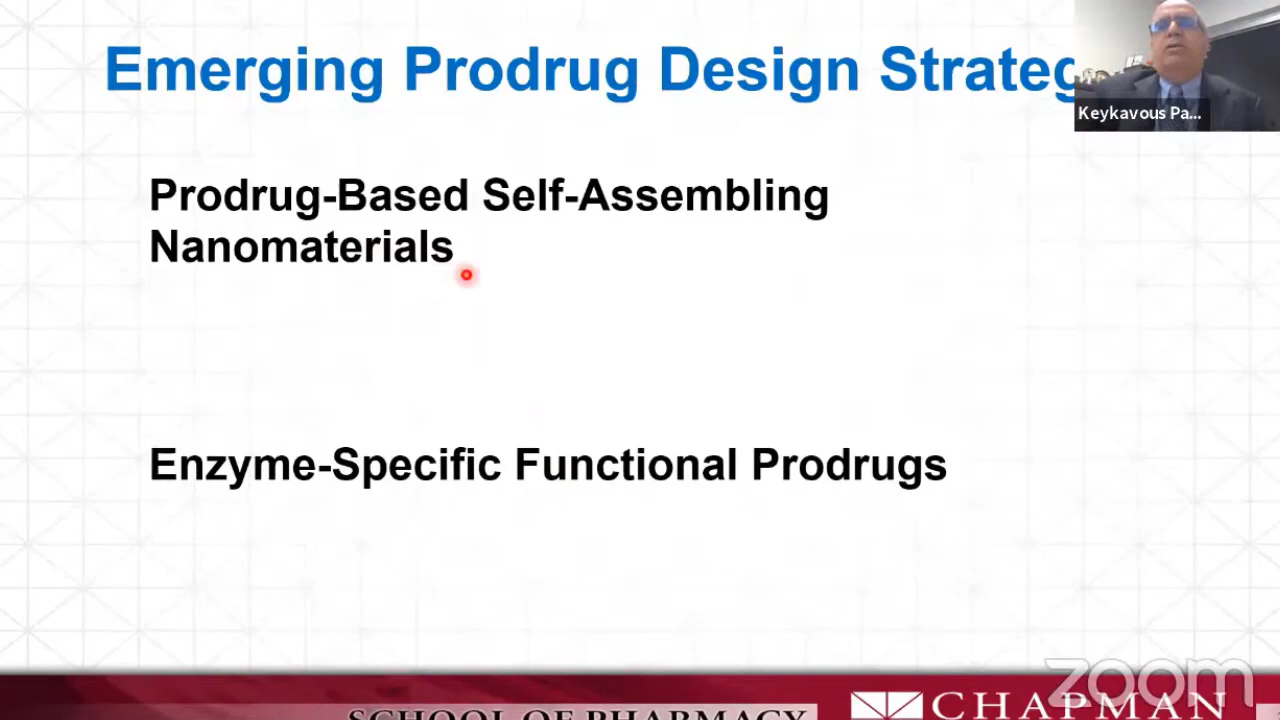 Emerging Prodrug Design Strateg
Keykavous Pa...
Prodrug-Based Self-Assembling
Nanomaterials
Enzyme-Specific Functional Prodrugs
zoom
SCHOOL OF PHARMACY
CHAPMAN